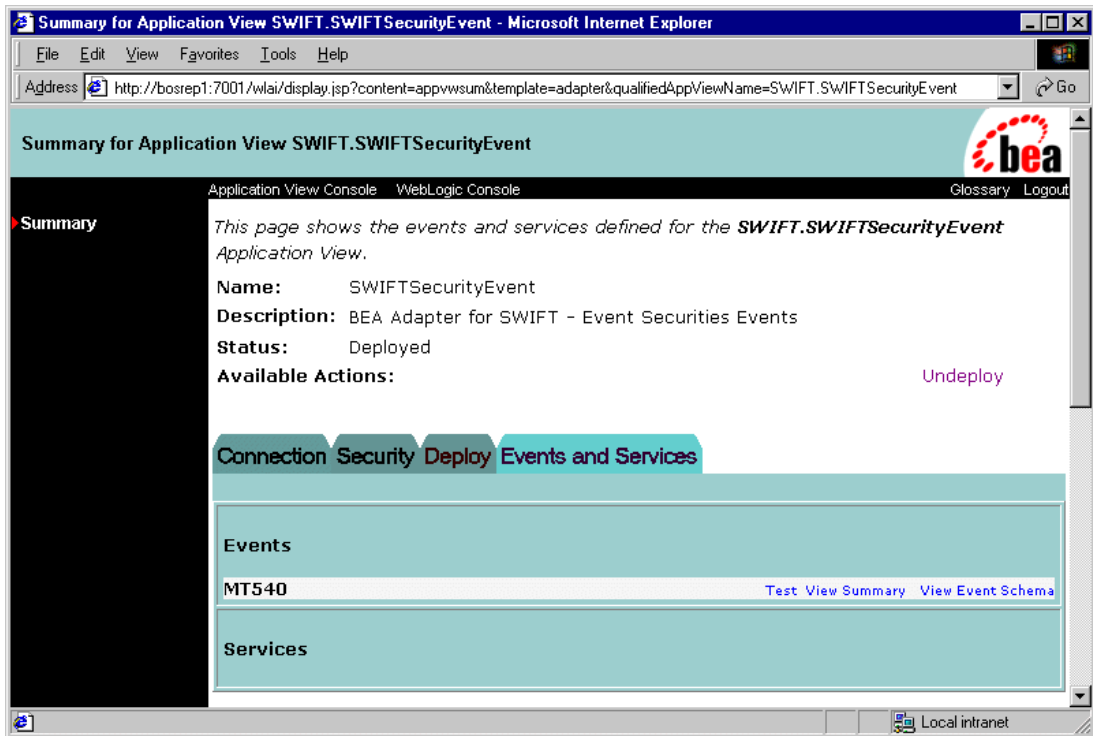 Summary for Application View SWIFT.SWIFTSecurityEvent - Microsoft Internet Explorer
File Edit View Favorites Tools Help
Address http://bosrep1:7001/wlai/display.jsp?content=appvwsum&template=adapter&qualifiedAppViewName=SWIFT.SWIFTSecurityEvent Go
Summary for Application View SWIFT.SWIFTSecurityEvent
bea
Application View Console WebLogic Console Glossary Logout
Summary
This page shows the events and services defined for the SWIFT.SWIFTSecurityEvent
Application View.
Name: SWIFTSecurityEvent
Description: BEA Adapter for SWIFT - Event Securities Events
Status: Deployed
Available Actions: Undeploy
Connection Security Deploy Events and Services
Events
MT540 Test View Summary View Event Schema
Services
Local intranet